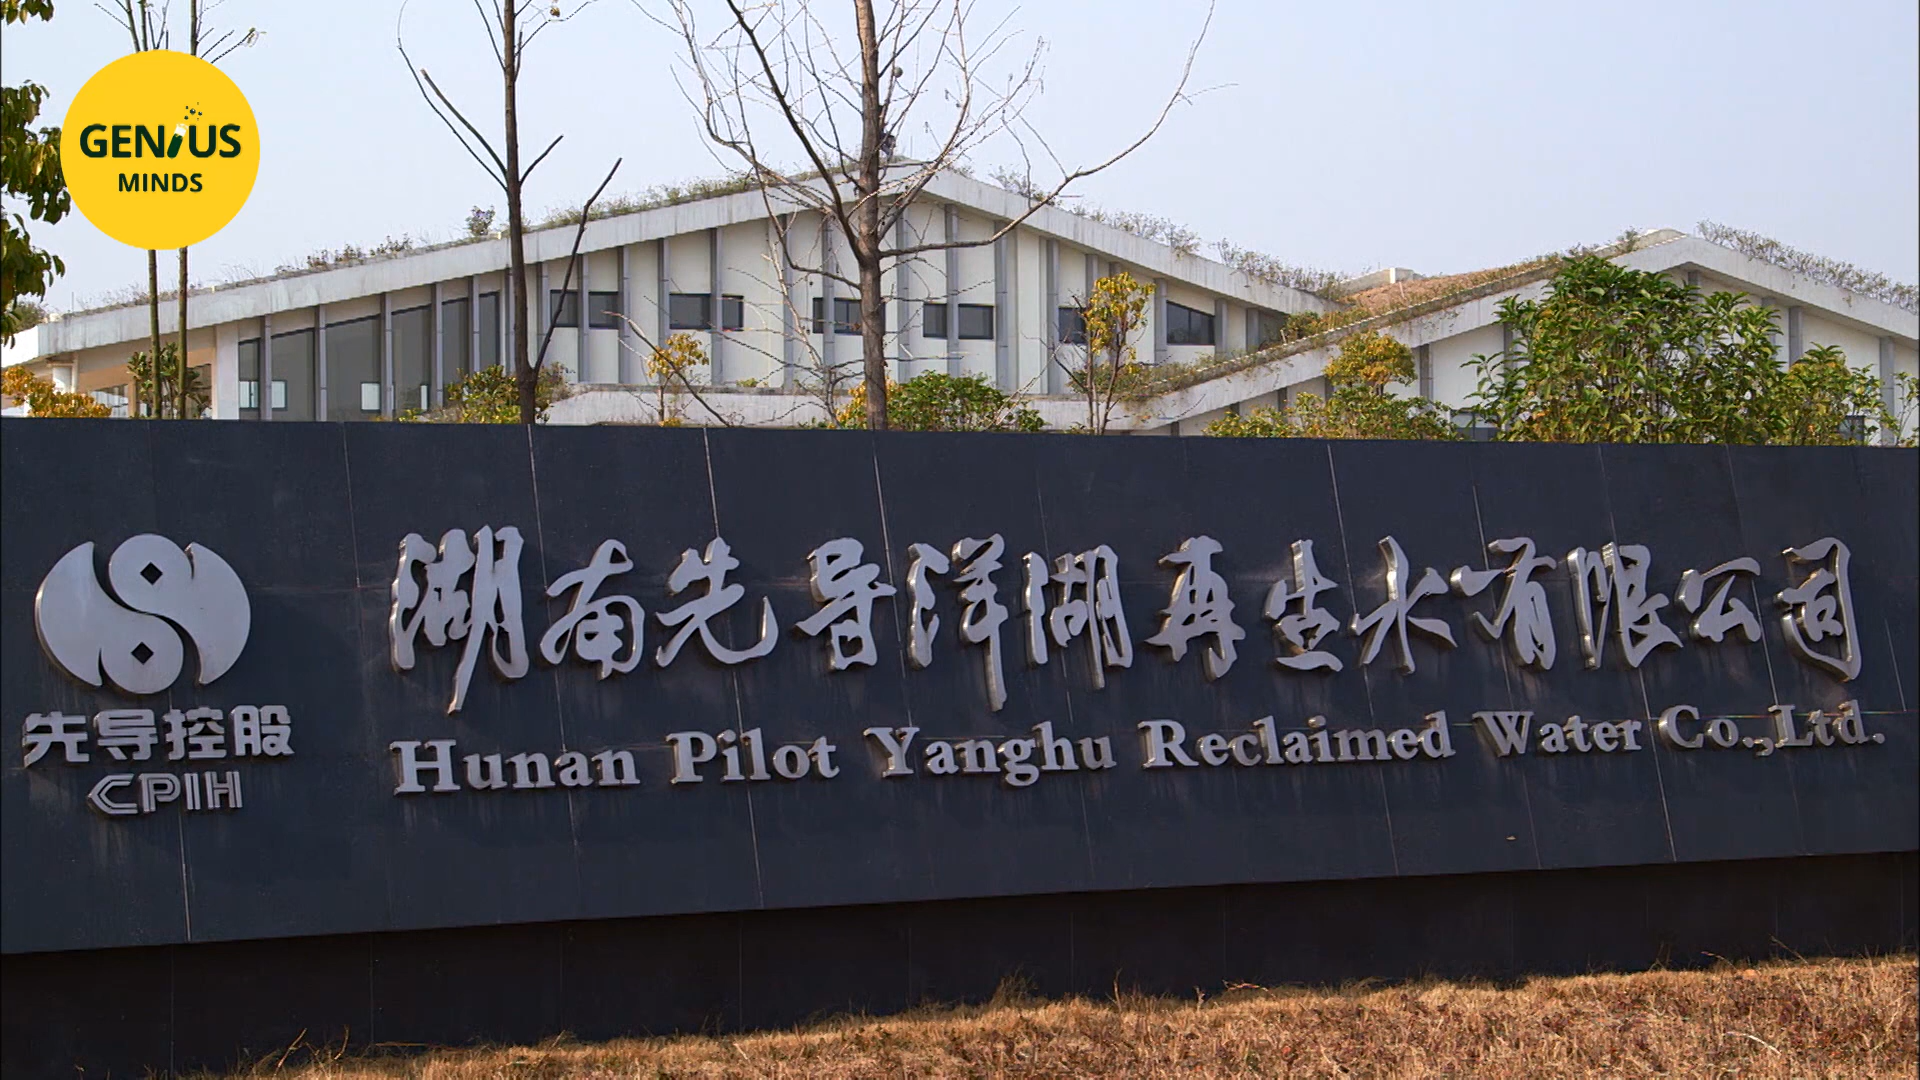 GENIUS
MINDS
湖南先导洋湖再生水有限公司
Hunan Pilot Yanghu Reclaimed Water Co.,Ltd.
先导控股
CPIH